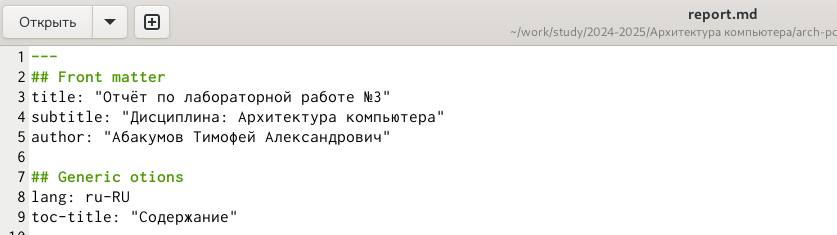 Открыть
report.md
~/work/study/2024-2025/Архитектура компьютера/arch-pc
1 ---
2 ## Front matter
3 title: "Отчёт по лабораторной работе №3"
4 subtitle: "Дисциплина: Архитектура компьютера"
5 author: "Абакумов Тимофей Александрович"
6
7 ## Generic otions
8 lang: ru-RU
9 toc-title: "Содержание"